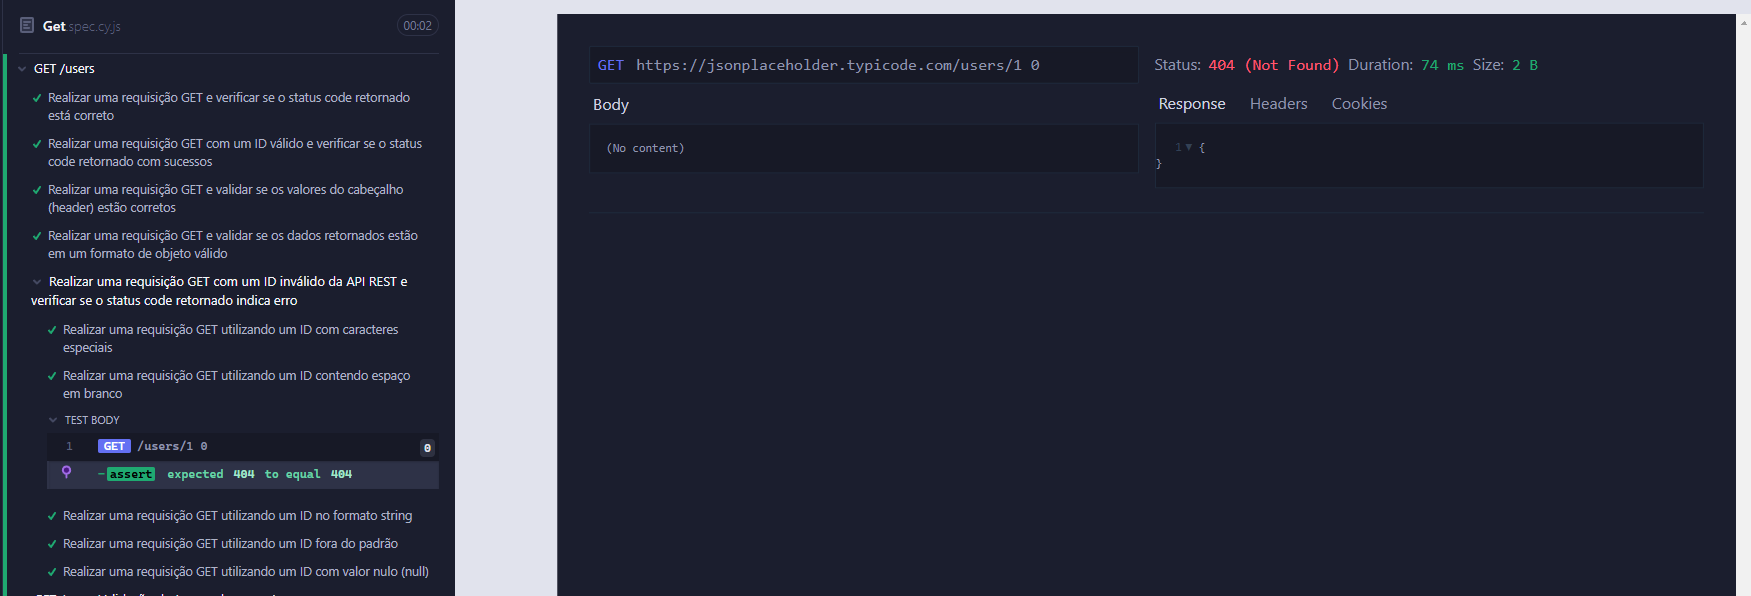 Get.spec.cy.js
00:02
GET /users
Realizar uma requisição GET e verificar se o status code retornado
está correto
Realizar uma requisição GET com um ID válido e verificar se o status
code retornado com sucessos
Realizar uma requisição GET e validar se os valores do cabeçalho
(header) estão corretos
Realizar uma requisição GET e validar se os dados retornados estão
em um formato de objeto válido
Realizar uma requisição GET com um ID inválido da API REST e
verificar se o status code retornado indica erro
Realizar uma requisição GET utilizando um ID com caracteres
especiais
Realizar uma requisição GET utilizando um ID contendo espaço
em branco
TEST BODY
1 GET /users/1 0 0
-assert expected 404 to equal 404
Realizar uma requisição GET utilizando um ID no formato string
Realizar uma requisição GET utilizando um ID fora do padrão
Realizar uma requisição GET utilizando um ID com valor nulo (null)
GET https://jsonplaceholder.typicode.com/users/1 0
Body
(No content)
Status: 404 (Not Found) Duration: 74 ms Size: 2 B
Response Headers Cookies
1 {
}